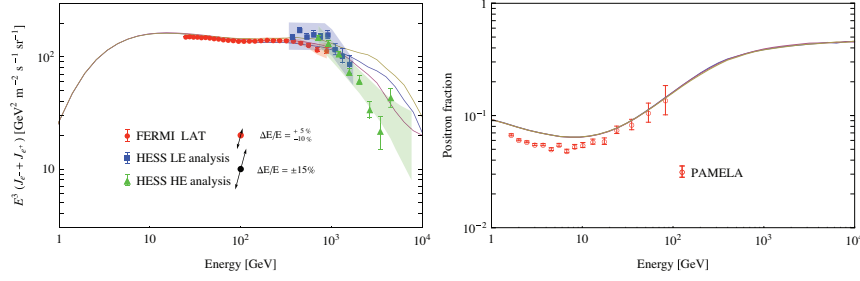 E³ (J_e⁻+ J_e⁺) [GeV² m⁻² s⁻¹ sr⁻¹]
10²
10
FERMI LAT
HESS LE analysis
HESS HE analysis
ΔE/E = + 5 % −10 %
ΔE/E = ±15%
1 10 10² 10³ 10⁴
Energy [GeV]
Positron fraction
10⁰
10⁻¹
10⁻²
PAMELA
1 10 10² 10³ 10⁴
Energy [GeV]